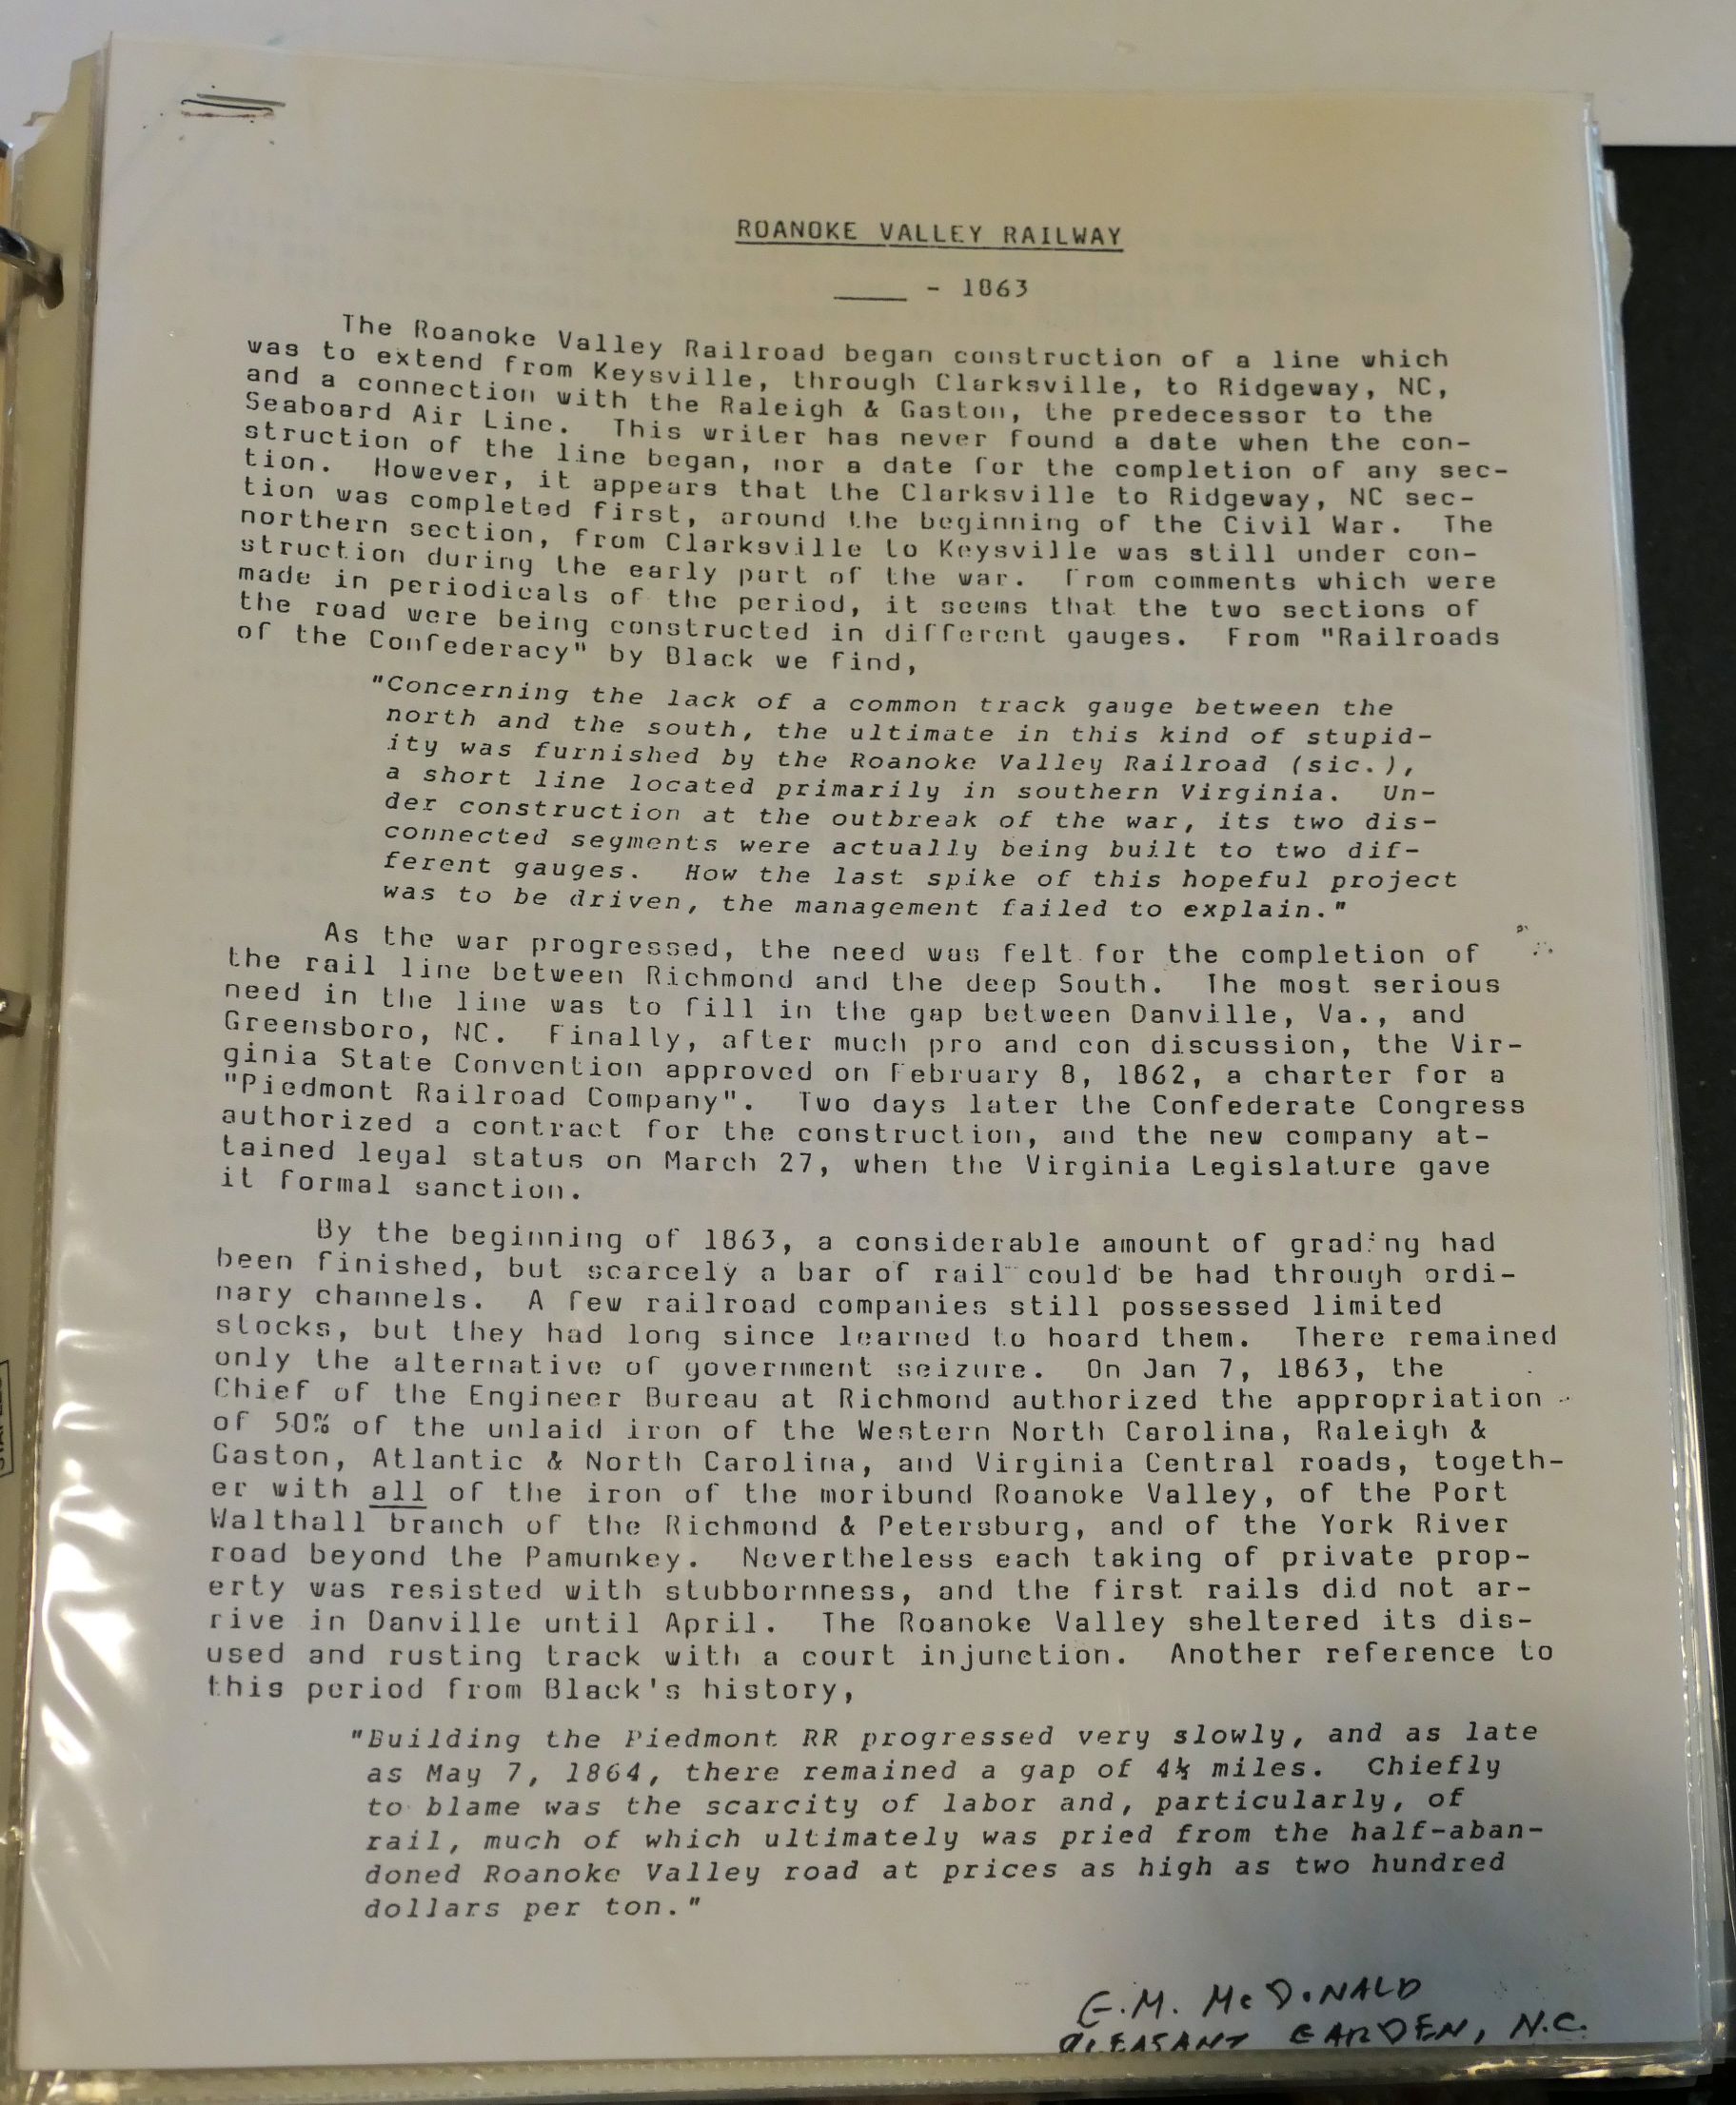 ROANOKE VALLEY RAILWAY
____ - 1863
The Roanoke Valley Railroad began construction of a line which
was to extend from Keysville, through Clarksville, to Ridgeway, NC,
and a connection with the Raleigh & Gaston, the predecessor to the
Seaboard Air Line. This writer has never found a date when the con-
struction of the line began, nor a date for the completion of any sec-
tion. However, it appears that the Clarksville to Ridgeway, NC sec-
tion was completed first, around the beginning of the Civil War. The
northern section, from Clarksville to Keysville was still under con-
struction during the early part of the war. From comments which were
made in periodicals of the period, it seems that the two sections of
the road were being constructed in different gauges. From "Railroads
of the Confederacy" by Black we find,
"Concerning the lack of a common track gauge between the
north and the south, the ultimate in this kind of stupid-
ity was furnished by the Roanoke Valley Railroad (sic.),
a short line located primarily in southern Virginia. Un-
der construction at the outbreak of the war, its two dis-
connected segments were actually being built to two dif-
ferent gauges. How the last spike of this hopeful project
was to be driven, the management failed to explain."
As the war progressed, the need was felt for the completion of
the rail line between Richmond and the deep South. The most serious
need in the line was to fill in the gap between Danville, Va., and
Greensboro, NC. Finally, after much pro and con discussion, the Vir-
ginia State Convention approved on February 8, 1862, a charter for a
"Piedmont Railroad Company". Two days later the Confederate Congress
authorized a contract for the construction, and the new company at-
tained legal status on March 27, when the Virginia Legislature gave
it formal sanction.
By the beginning of 1863, a considerable amount of grading had
been finished, but scarcely a bar of rail could be had through ordi-
nary channels. A few railroad companies still possessed limited
stocks, but they had long since learned to hoard them. There remained
only the alternative of government seizure. On Jan 7, 1863, the
Chief of the Engineer Bureau at Richmond authorized the appropriation
of 50% of the unlaid iron of the Western North Carolina, Raleigh &
Gaston, Atlantic & North Carolina, and Virginia Central roads, togeth-
er with all of the iron of the moribund Roanoke Valley, of the Port
Walthall branch of the Richmond & Petersburg, and of the York River
road beyond the Pamunkey. Nevertheless each taking of private prop-
erty was resisted with stubbornness, and the first rails did not ar-
rive in Danville until April. The Roanoke Valley sheltered its dis-
used and rusting track with a court injunction. Another reference to
this period from Black's history,
"Building the Piedmont RR progressed very slowly, and as late
as May 7, 1864, there remained a gap of 4½ miles. Chiefly
to blame was the scarcity of labor and, particularly, of
rail, much of which ultimately was pried from the half-aban-
doned Roanoke Valley road at prices as high as two hundred
dollars per ton."
E.M. McDONALD
PLEASANT GARDEN, N.C.